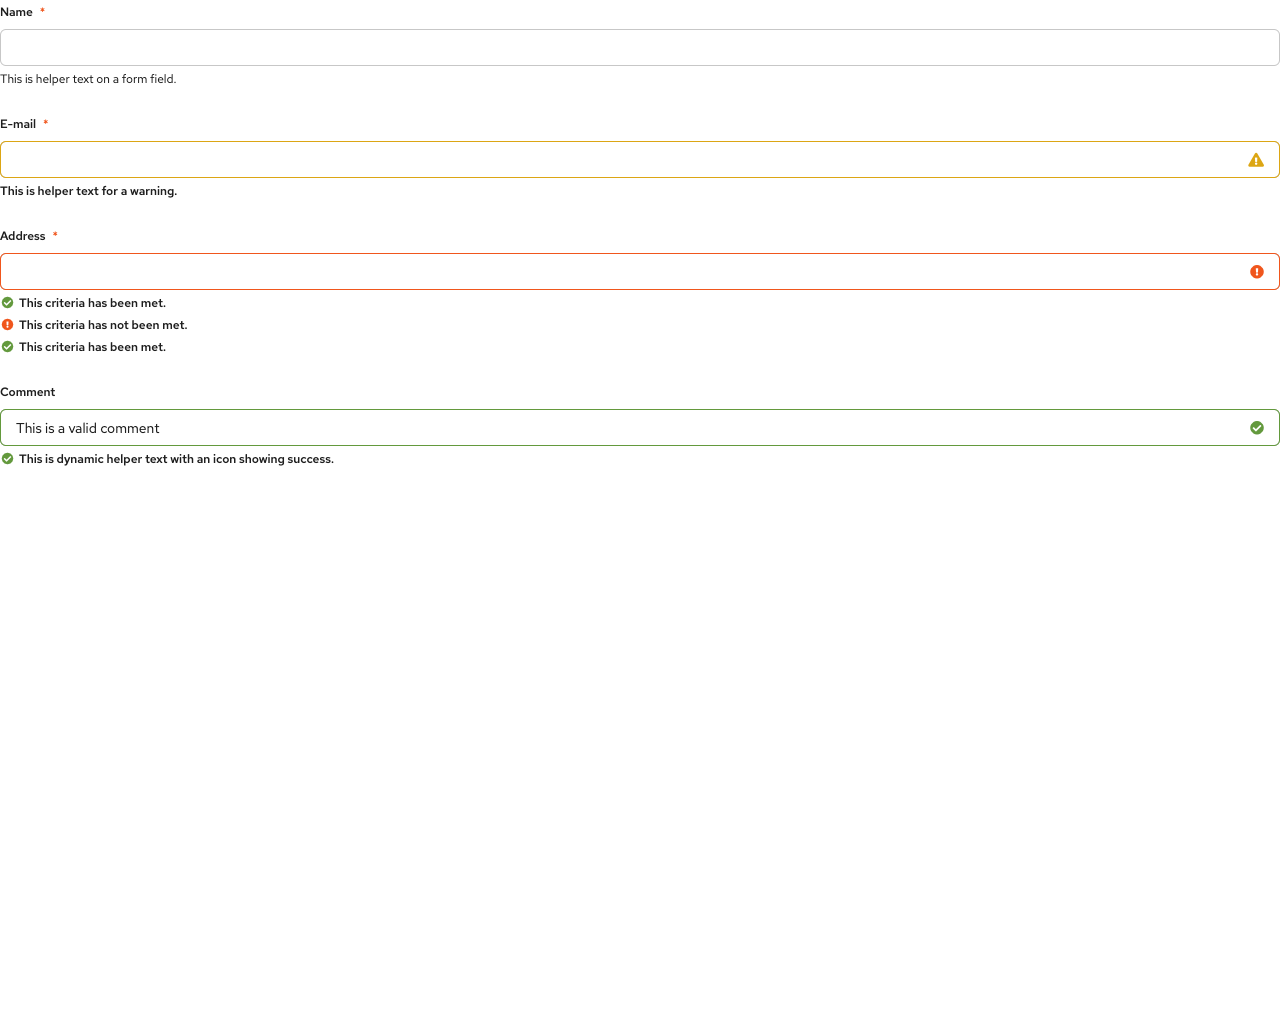 Name *
This is helper text on a form field.
E-mail *
This is helper text for a warning.
Address *
This criteria has been met.
This criteria has not been met.
This criteria has been met.
Comment
This is a valid comment
This is dynamic helper text with an icon showing success.